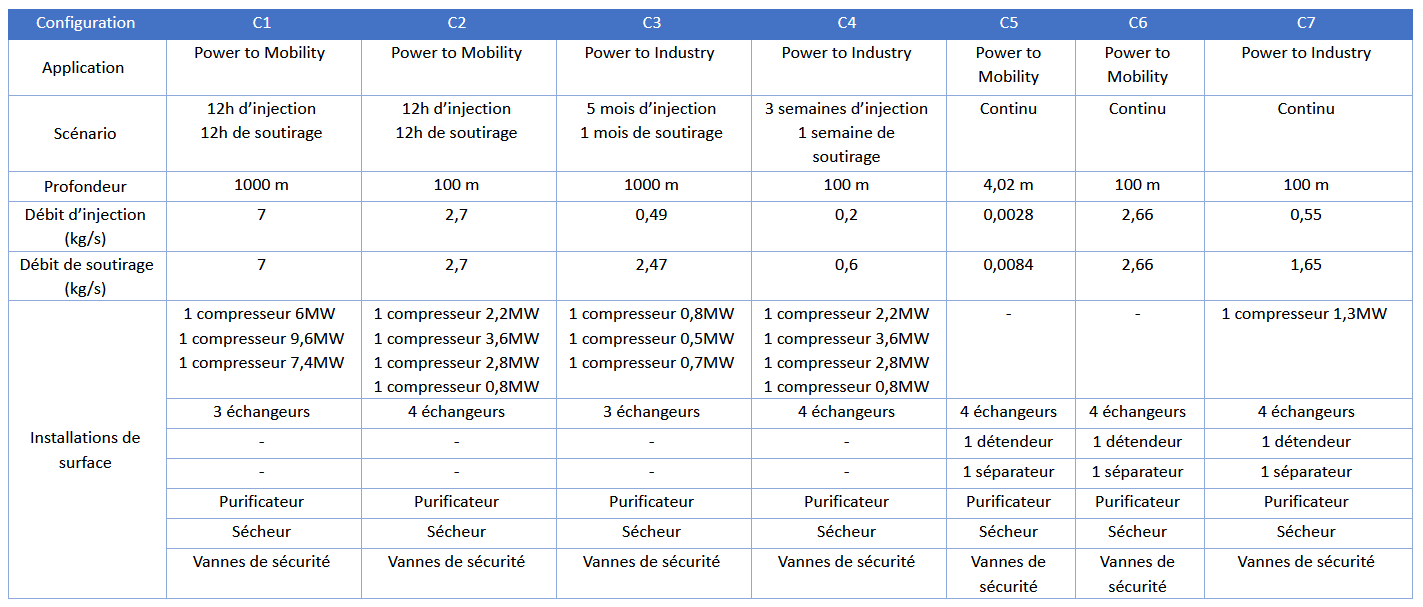 Configuration C1 C2 C3 C4 C5 C6 C7
Application Power to Mobility Power to Mobility Power to Industry Power to Industry Power to Power to Power to Industry
Mobility Mobility
Scénario 12h d’injection 12h d’injection 5 mois d’injection 3 semaines d’injection Continu Continu Continu
12h de soutirage 12h de soutirage 1 mois de soutirage 1 semaine de
soutirage
Profondeur 1000 m 100 m 1000 m 100 m 4,02 m 100 m 100 m
Débit d’injection 7 2,7 0,49 0,2 0,0028 2,66 0,55
(kg/s)
Débit de soutirage 7 2,7 2,47 0,6 0,0084 2,66 1,65
(kg/s)
Installations de
surface
1 compresseur 6MW 1 compresseur 2,2MW 1 compresseur 0,8MW 1 compresseur 2,2MW - - 1 compresseur 1,3MW
1 compresseur 9,6MW 1 compresseur 3,6MW 1 compresseur 0,5MW 1 compresseur 3,6MW
1 compresseur 7,4MW 1 compresseur 2,8MW 1 compresseur 0,7MW 1 compresseur 2,8MW
1 compresseur 0,8MW 1 compresseur 0,8MW
3 échangeurs 4 échangeurs 3 échangeurs 4 échangeurs 4 échangeurs 4 échangeurs 4 échangeurs
- - - - 1 détendeur 1 détendeur 1 détendeur
- - - - 1 séparateur 1 séparateur 1 séparateur
Purificateur Purificateur Purificateur Purificateur Purificateur Purificateur Purificateur
Sécheur Sécheur Sécheur Sécheur Sécheur Sécheur Sécheur
Vannes de sécurité Vannes de sécurité Vannes de sécurité Vannes de sécurité Vannes de Vannes de Vannes de sécurité
sécurité sécurité